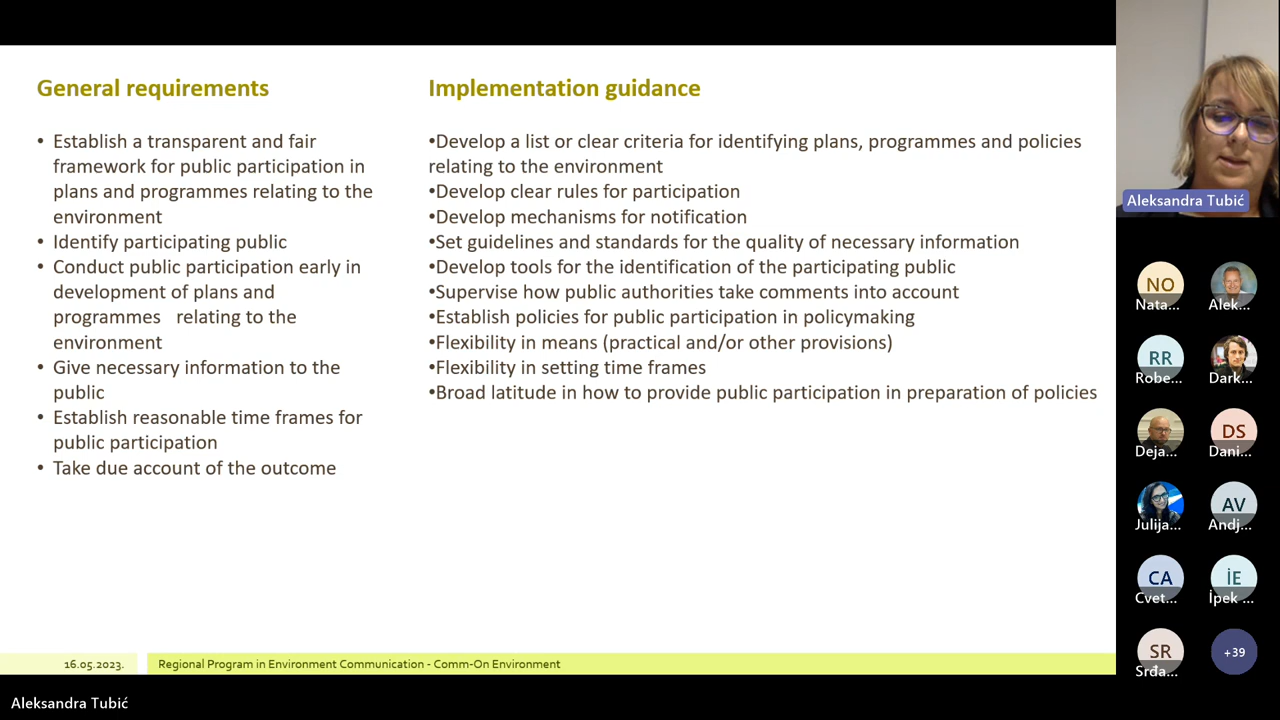 General requirements
• Establish a transparent and fair
framework for public participation in
plans and programmes relating to the
environment
• Identify participating public
• Conduct public participation early in
development of plans and
programmes relating to the
environment
• Give necessary information to the
public
• Establish reasonable time frames for
public participation
• Take due account of the outcome
Implementation guidance
•Develop a list or clear criteria for identifying plans, programmes and policies
relating to the environment
•Develop clear rules for participation
•Develop mechanisms for notification
•Set guidelines and standards for the quality of necessary information
•Develop tools for the identification of the participating public
•Supervise how public authorities take comments into account
•Establish policies for public participation in policymaking
•Flexibility in means (practical and/or other provisions)
•Flexibility in setting time frames
•Broad latitude in how to provide public participation in preparation of policies
16.05.2023.
Regional Program in Environment Communication - Comm-On Environment
Aleksandra Tubić
Aleksandra Tubić
NO
Nata...
Alek...
RR
Robe...
Dark...
Deja...
DS
Dani...
Julija...
AV
Andj...
CA
Cvet...
İE
İpek ...
SR
Srđa...
+39